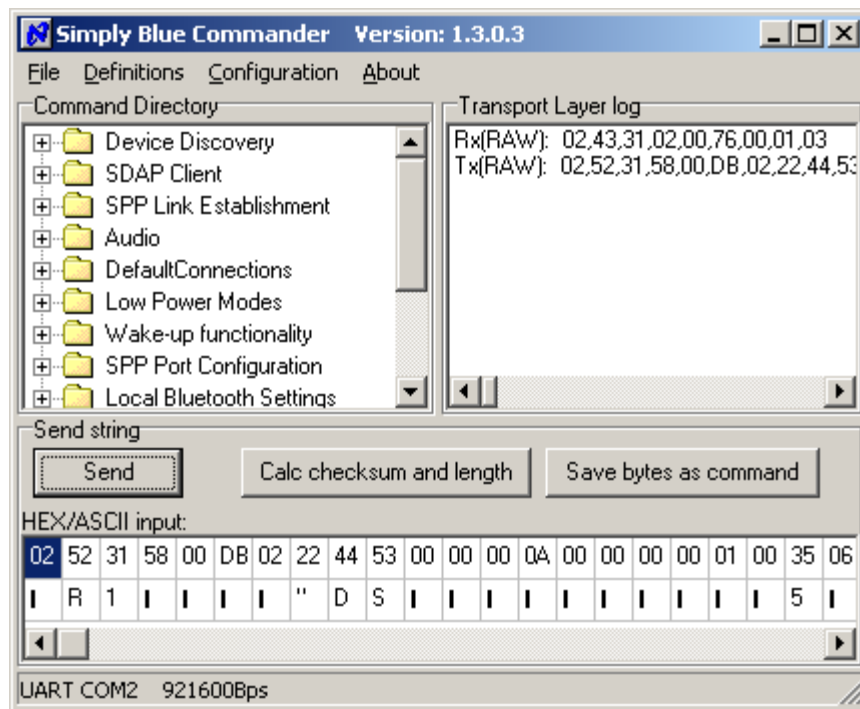 Simply Blue Commander Version: 1.3.0.3
File Definitions Configuration About
Command Directory
Device Discovery
SDAP Client
SPP Link Establishment
Audio
DefaultConnections
Low Power Modes
Wake-up functionality
SPP Port Configuration
Local Bluetooth Settings
Transport Layer log
Rx(RAW): 02,43,31,02,00,76,00,01,03
Tx(RAW): 02,52,31,58,00,DB,02,22,44,53
Send string
Send Calc checksum and length Save bytes as command
HEX/ASCII input:
02 52 31 58 00 DB 02 22 44 53 00 00 00 0A 00 00 00 00 01 00 35 06
R 1 " D S 5
UART COM2 921600Bps